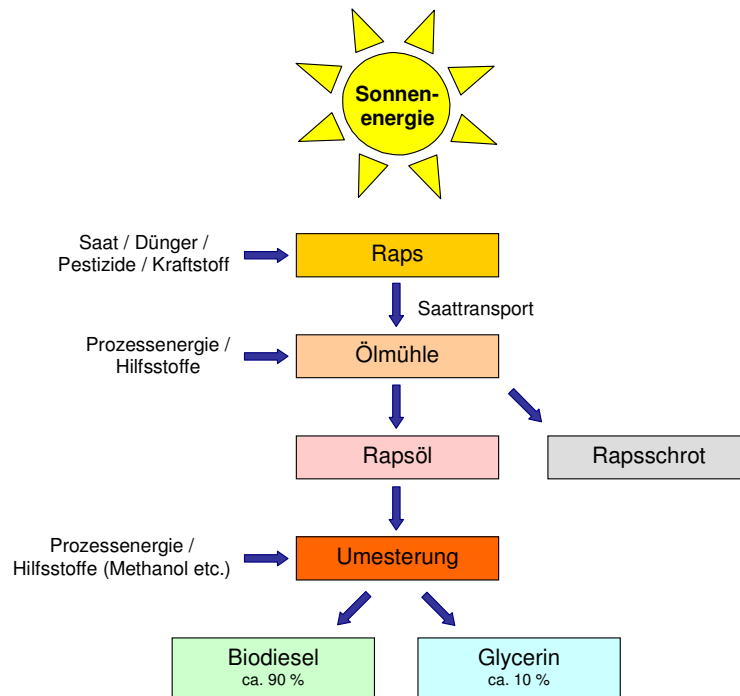 Sonnen-
energie
Saat / Dünger /
Pestizide / Kraftstoff
Raps
Saattransport
Prozessenergie /
Hilfsstoffe
Ölmühle
Rapsöl
Rapsschrot
Prozessenergie /
Hilfsstoffe (Methanol etc.)
Umesterung
Biodiesel
ca. 90 %
Glycerin
ca. 10 %